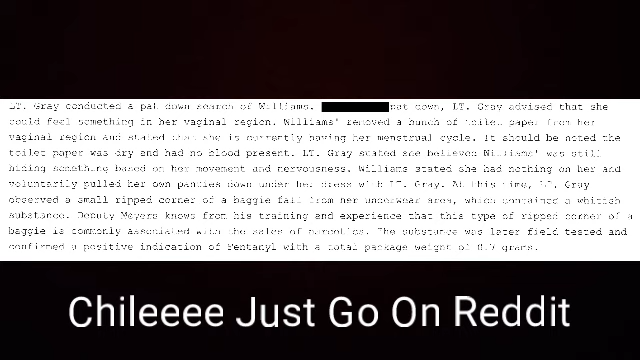 LT. Gray conducted a pat down search of Williams. pat down, LT. Gray advised that she
could feel something in her vaginal region. Williams' removed a bunch of toilet paper from her
vaginal region and stated that she is currently having her menstrual cycle. It should be noted the
toilet paper was dry and had no blood present. LT. Gray stated she believed Williams' was still
hiding something based on her movement and nervousness. Williams stated she had nothing on her and
voluntarily pulled her own panties down under her dress with LT. Gray. At this time, LT. Gray
observed a small ripped corner of a baggie fall from her underwear area, which contained a whitish
substance. Deputy Meyers knows from his training and experience that this type of ripped corner of a
baggie is commonly associated with the sales of narcotics. The substance was later field tested and
confirmed a positive indication of Fentanyl with a total package weight of 0.7 grams.
Chileeee Just Go On Reddit